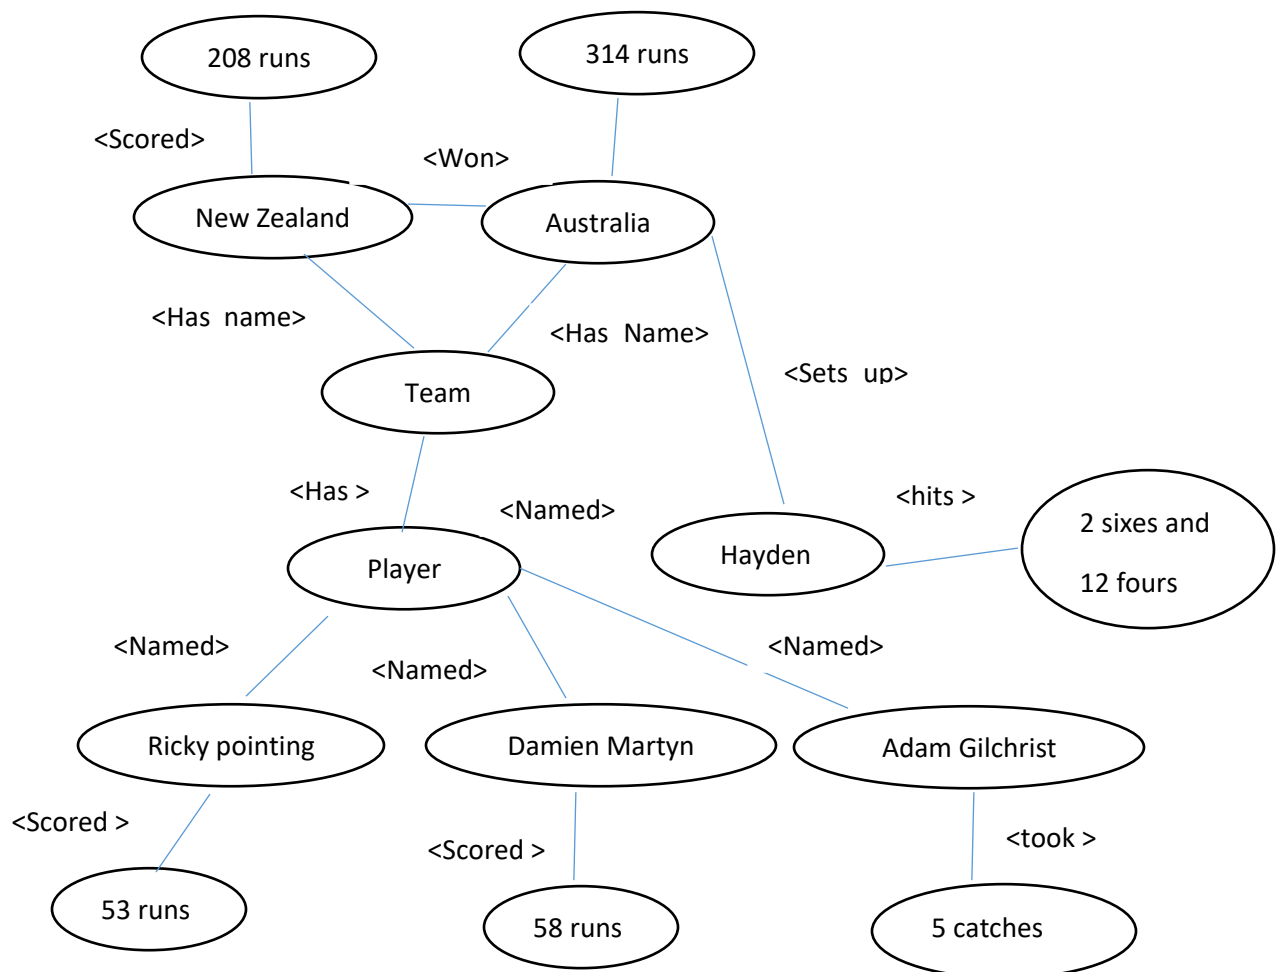 208 runs
314 runs
<Scored>
<Won>
New Zealand
Australia
<Has name>
<Has Name>
<Sets up>
Team
<Has >
<Named>
<hits >
2 sixes and
12 fours
Hayden
Player
<Named>
<Named>
<Named>
Ricky pointing
Damien Martyn
Adam Gilchrist
<Scored >
<Scored >
<took >
53 runs
58 runs
5 catches